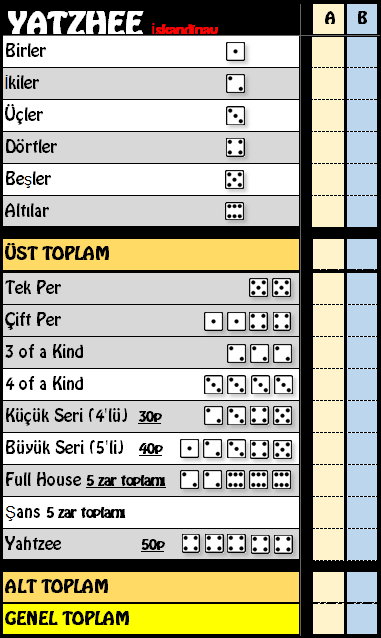 YATZHEE İskandinav A B
Birler
İkiler
Üçler
Dörtler
Beşler
Altılar
ÜST TOPLAM
Tek Per
Çift Per
3 of a Kind
4 of a Kind
Küçük Seri (4'lü) 30p
Büyük Seri (5'li) 40p
Full House 5 zar toplamı
Şans 5 zar toplamı
Yahtzee 50p
ALT TOPLAM
GENEL TOPLAM